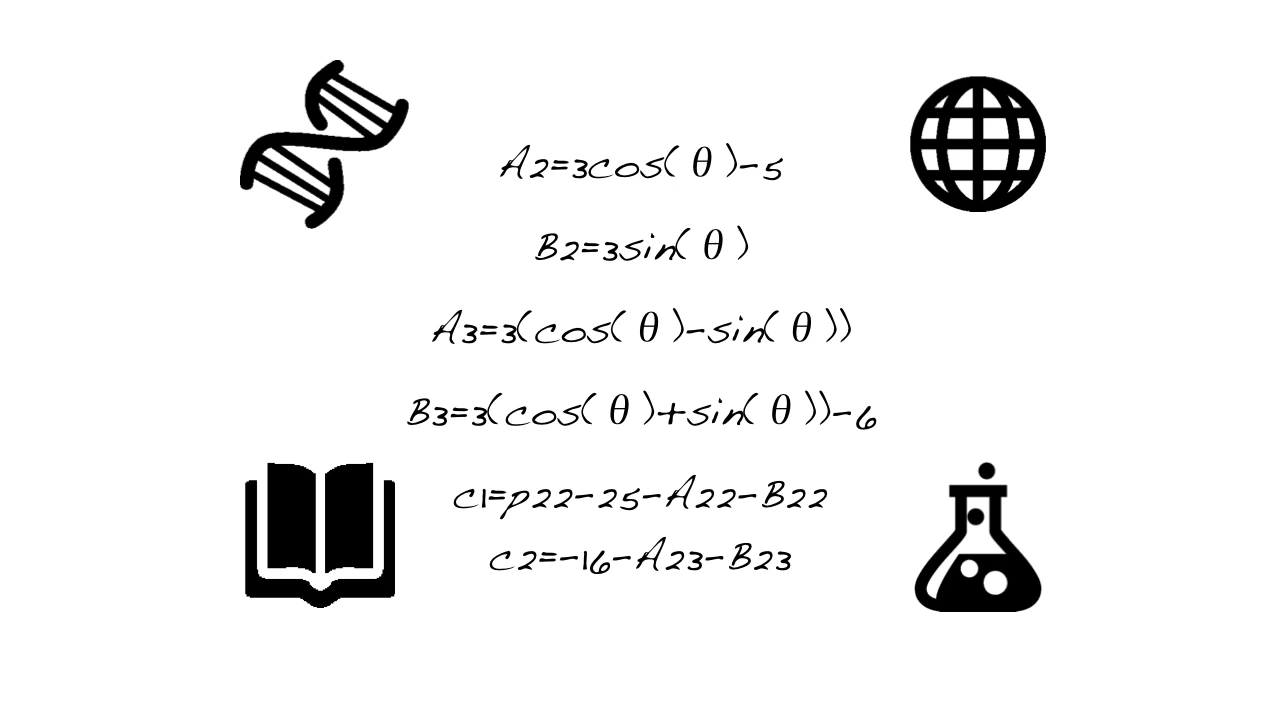 A2=3cos( θ )-5
B2=3sin( θ )
A3=3(cos( θ )-sin( θ ))
B3=3(cos( θ )+sin( θ ))-6
C1=p22-25-A22-B22
C2=-16-A23-B23